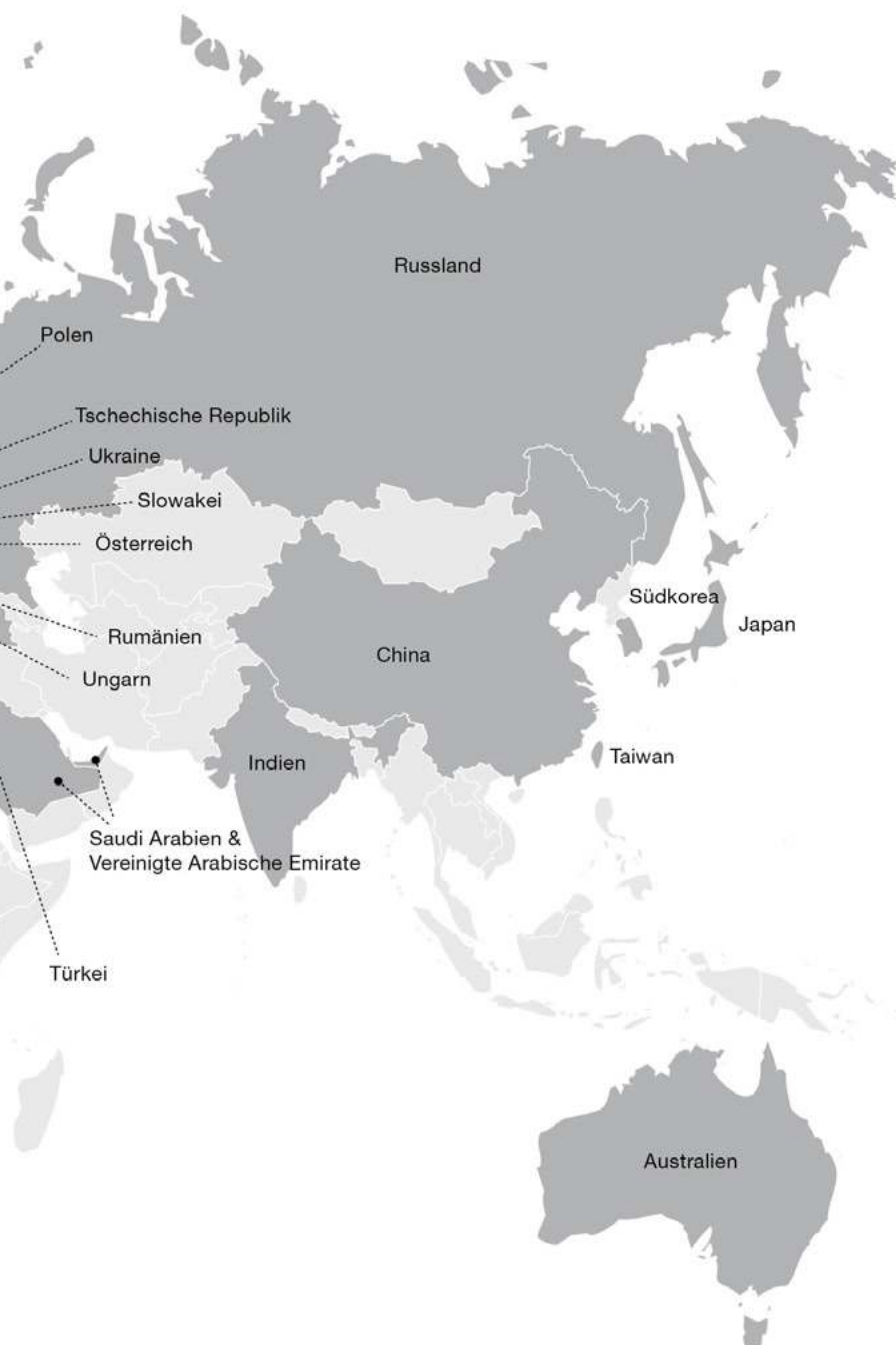 Russland
Polen
Tschechische Republik
Ukraine
Slowakei
Österreich
Südkorea
Japan
Rumänien
China
Ungarn
Taiwan
Indien
Saudi Arabien &
Vereinigte Arabische Emirate
Türkei
Australien